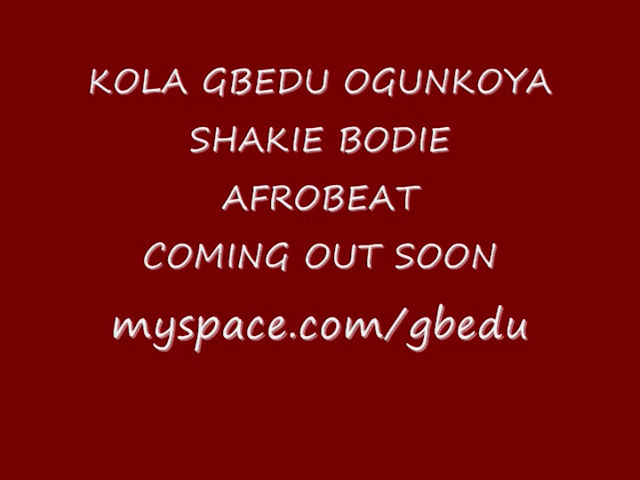 KOLA GBEDU OGUNKOYA
SHAKIE BODIE
AFROBEAT
COMING OUT SOON
myspace.com/gbedu